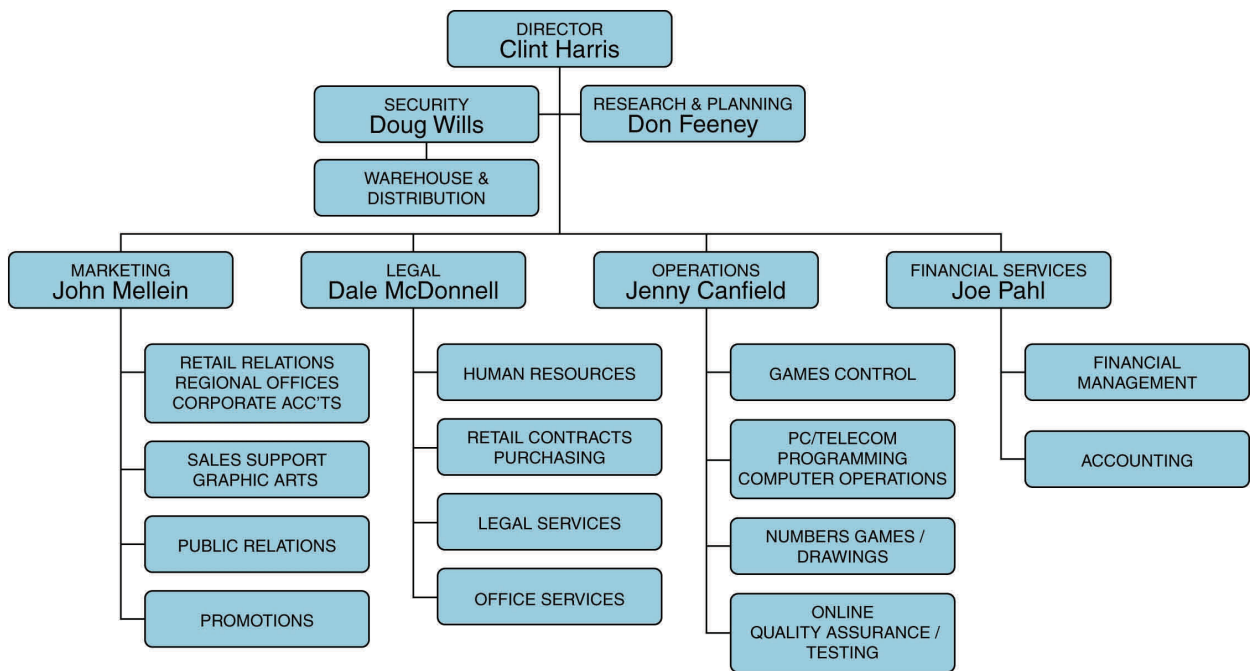 DIRECTOR
Clint Harris
SECURITY
Doug Wills
RESEARCH & PLANNING
Don Feeney
WAREHOUSE &
DISTRIBUTION
MARKETING
John Mellein
LEGAL
Dale McDonnell
OPERATIONS
Jenny Canfield
FINANCIAL SERVICES
Joe Pahl
RETAIL RELATIONS
REGIONAL OFFICES
CORPORATE ACC'TS
SALES SUPPORT
GRAPHIC ARTS
PUBLIC RELATIONS
PROMOTIONS
HUMAN RESOURCES
RETAIL CONTRACTS
PURCHASING
LEGAL SERVICES
OFFICE SERVICES
GAMES CONTROL
PC/TELECOM
PROGRAMMING
COMPUTER OPERATIONS
NUMBERS GAMES /
DRAWINGS
ONLINE
QUALITY ASSURANCE /
TESTING
FINANCIAL
MANAGEMENT
ACCOUNTING